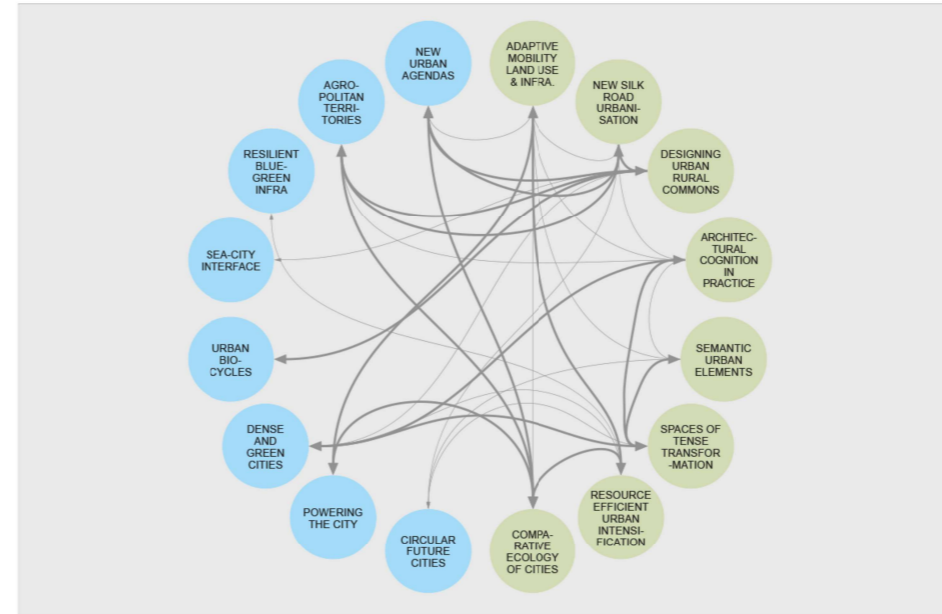 NEW
URBAN
AGENDAS
ADAPTIVE
MOBILITY
LAND USE
& INFRA.
NEW SILK
ROAD
URBANI-
SATION
DESIGNING
URBAN
RURAL
COMMONS
ARCHITEC-
TURAL
COGNITION
IN
PRACTICE
SEMANTIC
URBAN
ELEMENTS
SPACES OF
TENSE
TRANSFOR
-MATION
RESOURCE
EFFICIENT
URBAN
INTENSI-
FICATION
COMPA-
RATIVE
ECOLOGY
OF CITIES
CIRCULAR
FUTURE
CITIES
POWERING
THE CITY
DENSE
AND
GREEN
CITIES
URBAN
BIO-
CYCLES
SEA-CITY
INTERFACE
RESILIENT
BLUE-
GREEN
INFRA
AGRO-
POLITAN
TERRI-
TORIES